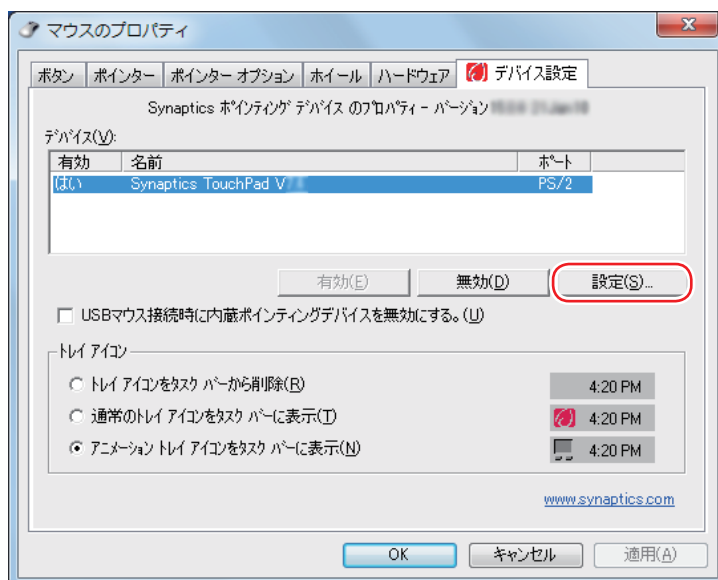 マウスのプロパティ
ボタン ポインター ポインター オプション ホイール ハードウェア デバイス設定
Synaptics ポインティング デバイス のプロパティ - バージョン
デバイス(V):
有効 名前 ポート
はい Synaptics TouchPad V PS/2
有効(E) 無効(D) 設定(S)...
USBマウス接続時に内蔵ポインティングデバイスを無効にする。(U)
トレイ アイコン
トレイ アイコンをタスク バーから削除(R) 4:20 PM
通常のトレイ アイコンをタスク バーに表示(T) 4:20 PM
アニメーション トレイ アイコンをタスク バーに表示(N) 4:20 PM
www.synaptics.com
OK キャンセル 適用(A)